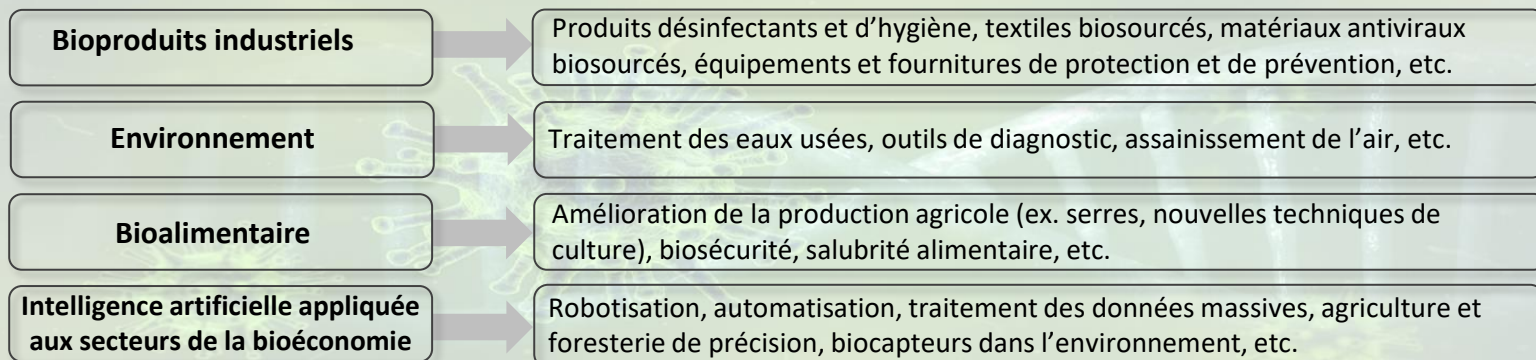 Bioproduits industriels
Produits désinfectants et d’hygiène, textiles biosourcés, matériaux antiviraux
biosourcés, équipements et fournitures de protection et de prévention, etc.
Environnement
Traitement des eaux usées, outils de diagnostic, assainissement de l’air, etc.
Bioalimentaire
Amélioration de la production agricole (ex. serres, nouvelles techniques de
culture), biosécurité, salubrité alimentaire, etc.
Intelligence artificielle appliquée
aux secteurs de la bioéconomie
Robotisation, automatisation, traitement des données massives, agriculture et
foresterie de précision, biocapteurs dans l’environnement, etc.